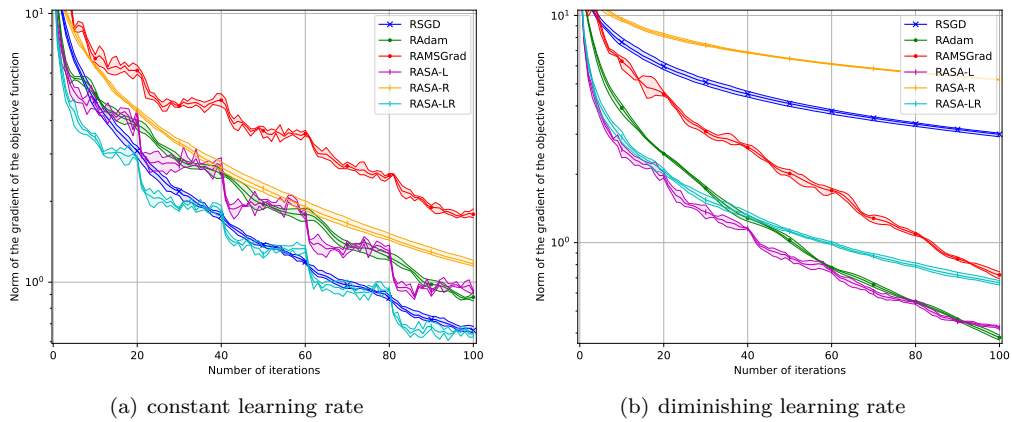 10¹
10⁰
Norm of the gradient of the objective function
0 20 40 60 80 100
Number of iterations
RSGD
RAdam
RAMSGrad
RASA-L
RASA-R
RASA-LR
(a) constant learning rate
10¹
10⁰
Norm of the gradient of the objective function
0 20 40 60 80 100
Number of iterations
RSGD
RAdam
RAMSGrad
RASA-L
RASA-R
RASA-LR
(b) diminishing learning rate